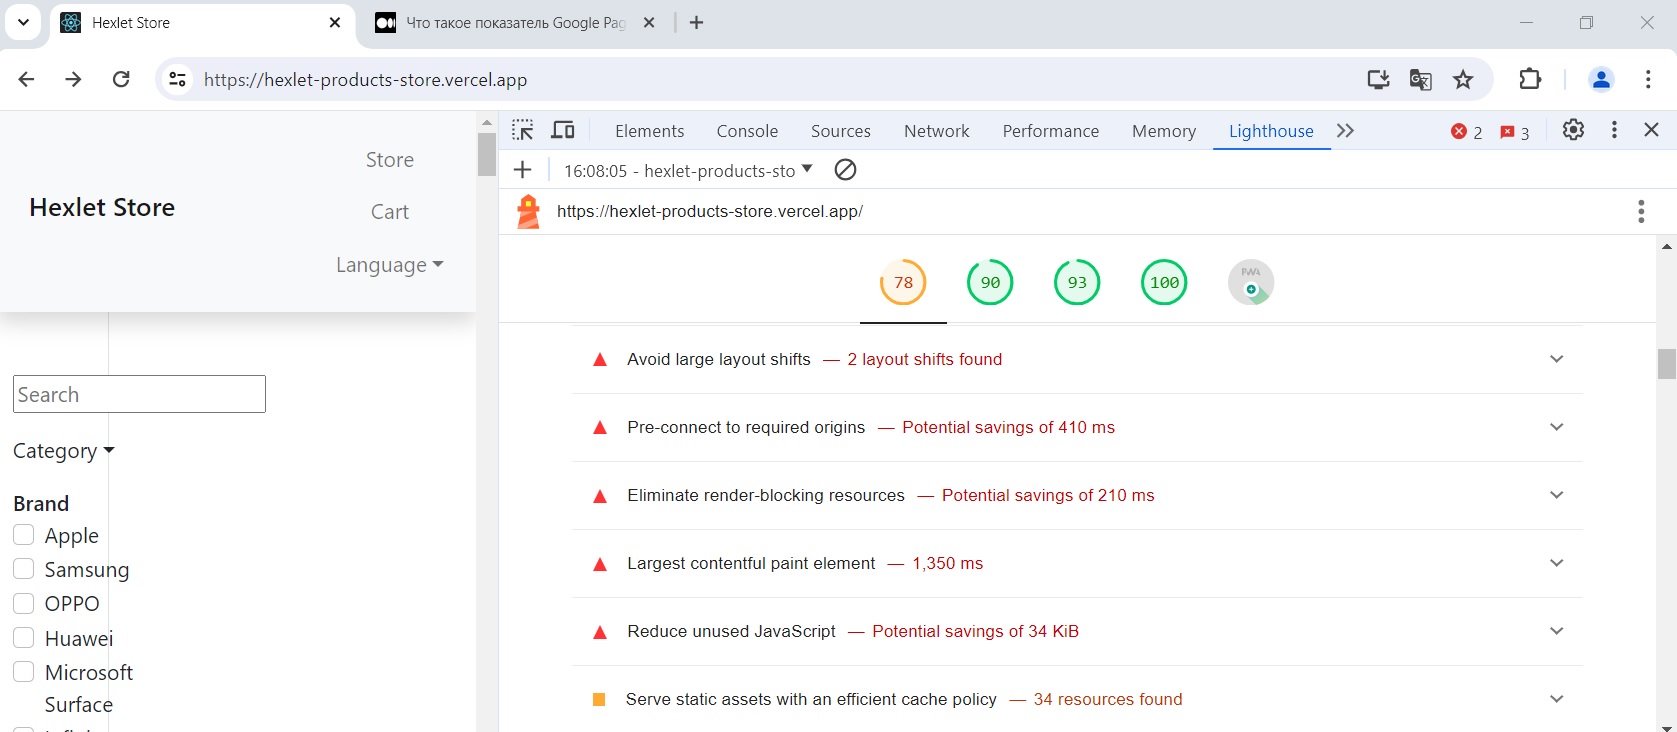 Hexlet Store
Что такое показатель Google Pag
https://hexlet-products-store.vercel.app
Store
Hexlet Store
Cart
Language
Search
Category
Brand
Apple
Samsung
OPPO
Huawei
Microsoft
Surface
Elements Console Sources Network Performance Memory Lighthouse 2 3
16:08:05 - hexlet-products-sto
https://hexlet-products-store.vercel.app/
78 90 93 100 PWA
Avoid large layout shifts — 2 layout shifts found
Pre-connect to required origins — Potential savings of 410 ms
Eliminate render-blocking resources — Potential savings of 210 ms
Largest contentful paint element — 1,350 ms
Reduce unused JavaScript — Potential savings of 34 KiB
Serve static assets with an efficient cache policy — 34 resources found